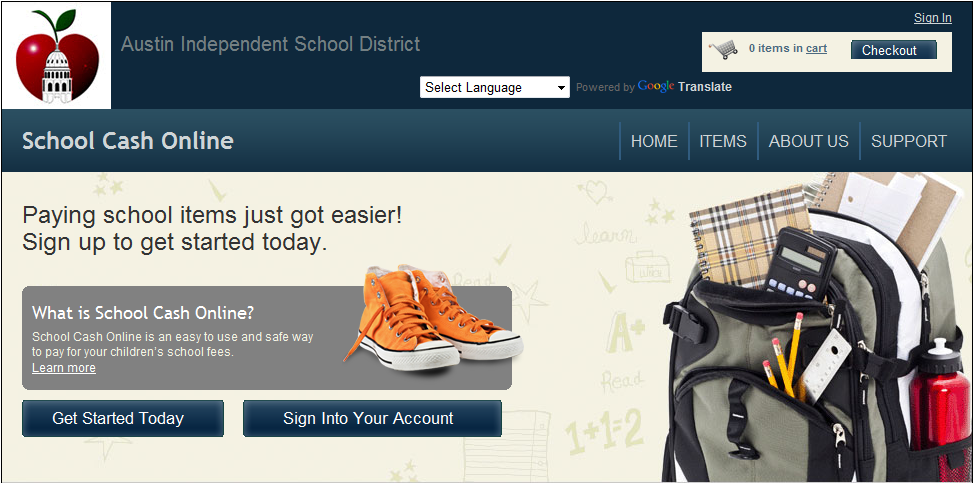 Sign In
Austin Independent School District
0 items in cart
Checkout
Select Language
Powered by Google Translate
School Cash Online
HOME
ITEMS
ABOUT US
SUPPORT
Paying school items just got easier!
Sign up to get started today.
learn
Read
What is School Cash Online?
School Cash Online is an easy to use and safe way
to pay for your children's school fees.
Learn more
A+
Read
Get Started Today
Sign Into Your Account
1+1=2